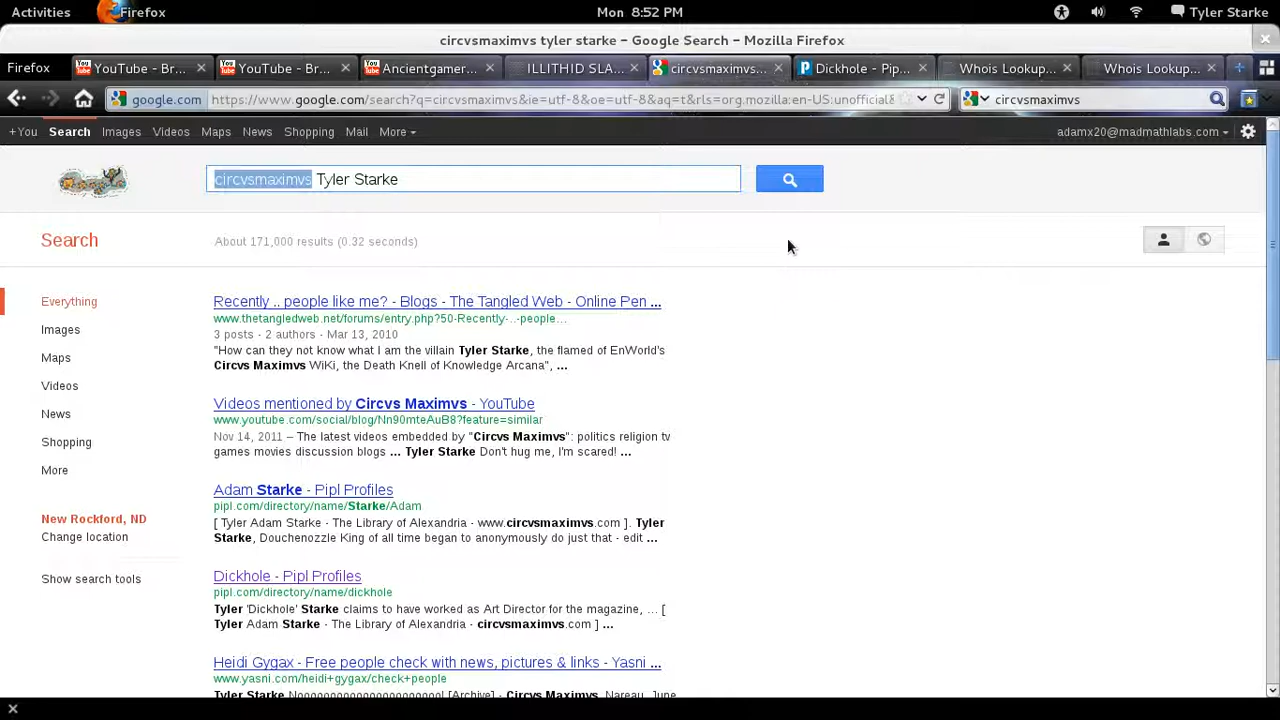 Activities Firefox Mon 8:52 PM Tyler Starke
circvsmaximvs tyler starke – Google Search – Mozilla Firefox
Firefox YouTube - Br... YouTube - Br... Ancientgamer... ILLITHID SLA... circvsmaximvs... Dickhole - Pip... Whois Lookup... Whois Lookup...
google.com https://www.google.com/search?q=circvsmaximvs&ie=utf-8&oe=utf-8&aq=t&rls=org.mozilla:en-US:unofficial& circvsmaximvs
+You Search Images Videos Maps News Shopping Mail More adamx20@madmathlabs.com
circvsmaximvs Tyler Starke
Search About 171,000 results (0.32 seconds)
Everything
Images
Maps
Videos
News
Shopping
More
New Rockford, ND
Change location
Show search tools
Recently .. people like me? - Blogs - The Tangled Web - Online Pen ...
www.thetangledweb.net/forums/entry.php?50-Recently-..-people...
3 posts - 2 authors - Mar 13, 2010
"How can they not know what I am the villain Tyler Starke, the flamed of EnWorld's
Circvs Maximvs WiKi, the Death Knell of Knowledge Arcana", ...
Videos mentioned by Circvs Maximvs - YouTube
www.youtube.com/social/blog/Nn90mteAuB8?feature=similar
Nov 14, 2011 – The latest videos embedded by "Circvs Maximvs": politics religion tv
games movies discussion blogs ... Tyler Starke Don't hug me, I'm scared! ...
Adam Starke - Pipl Profiles
pipl.com/directory/name/Starke/Adam
[ Tyler Adam Starke - The Library of Alexandria - www.circvsmaximvs.com ]. Tyler
Starke, Douchenozzle King of all time began to anonymously do just that - edit ...
Dickhole - Pipl Profiles
pipl.com/directory/name/dickhole
Tyler 'Dickhole' Starke claims to have worked as Art Director for the magazine, ... [
Tyler Adam Starke - The Library of Alexandria - circvsmaximvs.com ] ...
Heidi Gygax - Free people check with news, pictures & links - Yasni ...
www.yasni.com/heidi+gygax/check+people